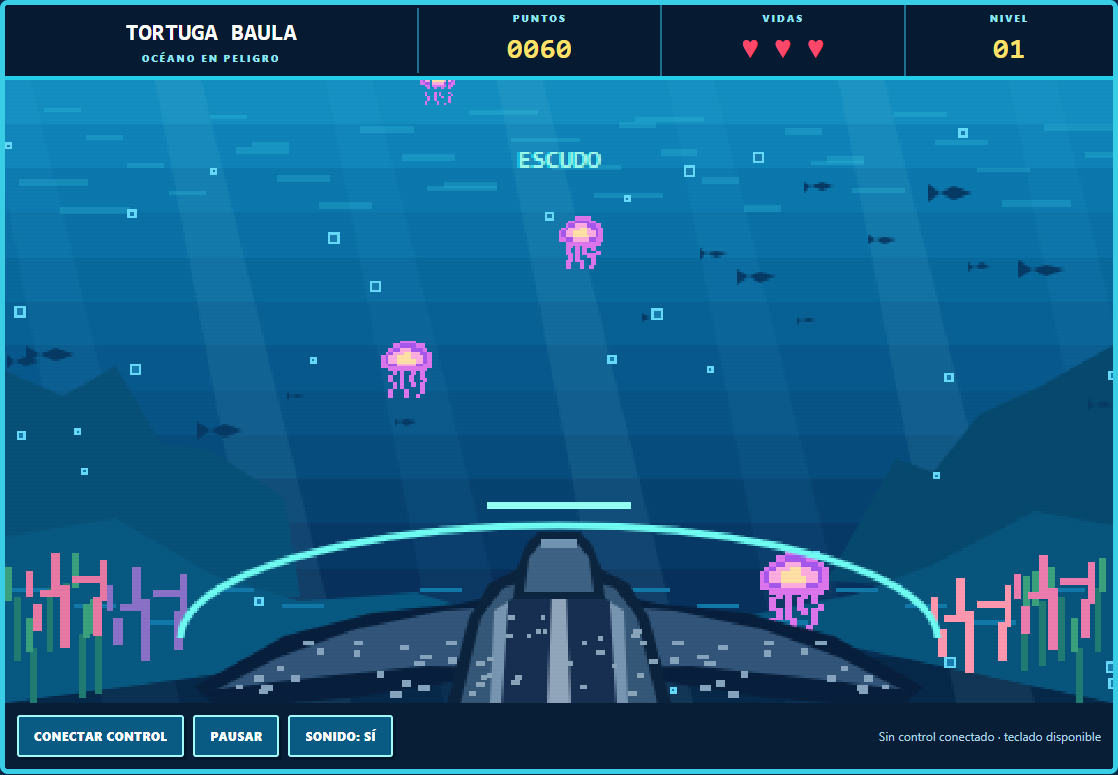 TORTUGA BAULA
OCÉANO EN PELIGRO
PUNTOS
0060
VIDAS
♥ ♥ ♥
NIVEL
01
ESCUDO
CONECTAR CONTROL
PAUSAR
SONIDO: SÍ
Sin control conectado · teclado disponible